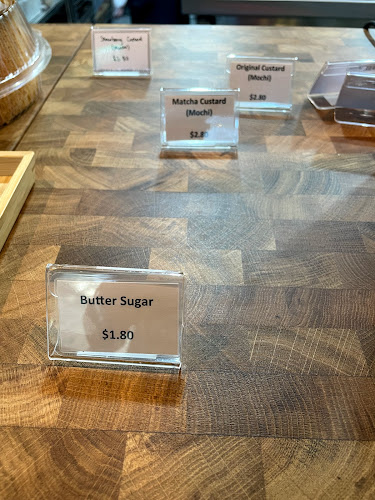 Strawberry Custard
(Mochi)
Original Custard
(Mochi)
$2.80
Matcha Custard
(Mochi)
Butter Sugar
$1.80